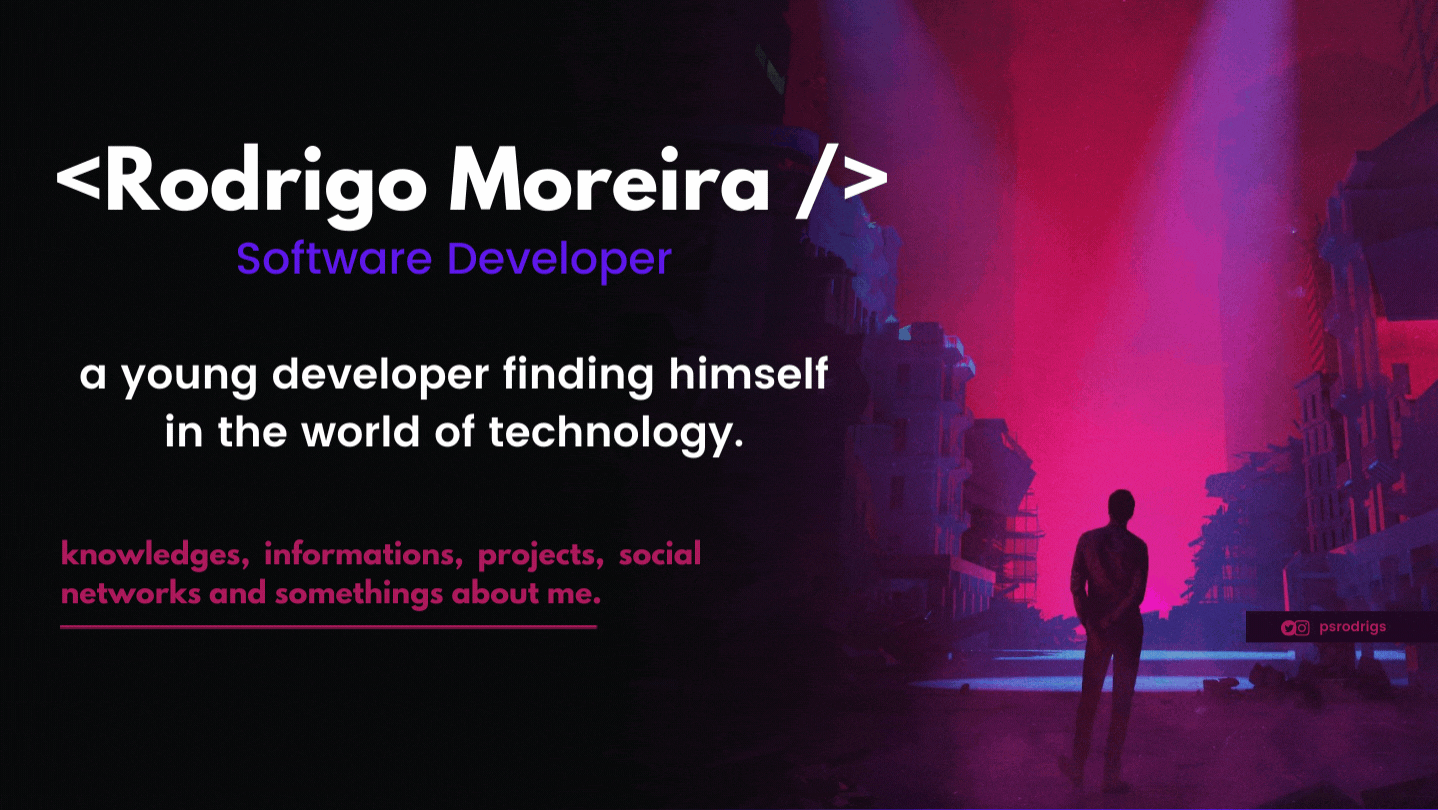 <Rodrigo Moreira />
Software Developer
a young developer finding himself
in the world of technology.
knowledges, informations, projects, social
networks and somethings about me.
psrodrigs